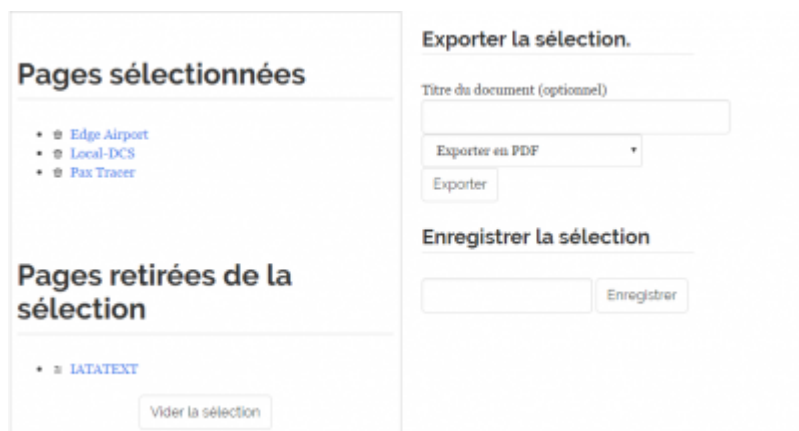 Pages sélectionnées
Edge Airport
Local-DCS
Pax Tracer
Pages retirées de la
sélection
IATATEXT
Vider la sélection
Exporter la sélection.
Titre du document (optionnel)
Exporter en PDF
Exporter
Enregistrer la sélection
Enregistrer